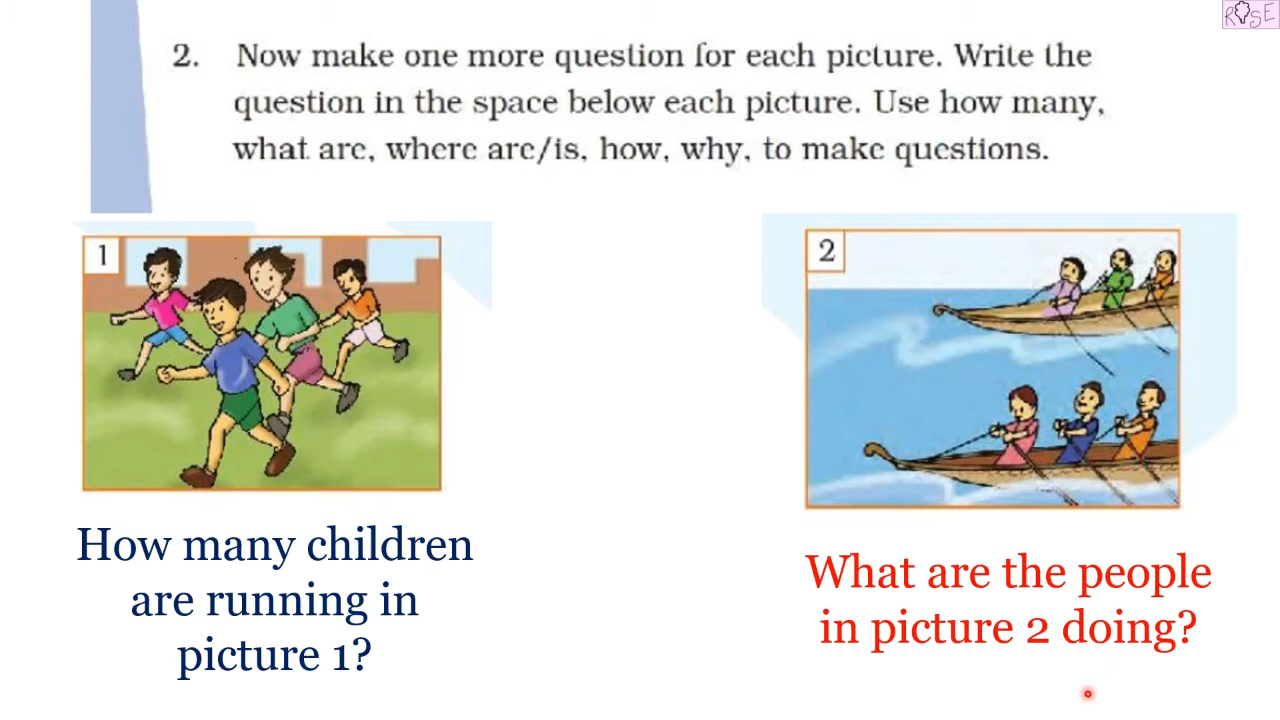 R SE
2. Now make one more question for each picture. Write the
question in the space below each picture. Use how many,
what are, where are/is, how, why, to make questions.
1
2
How many children
are running in
picture 1?
What are the people
in picture 2 doing?